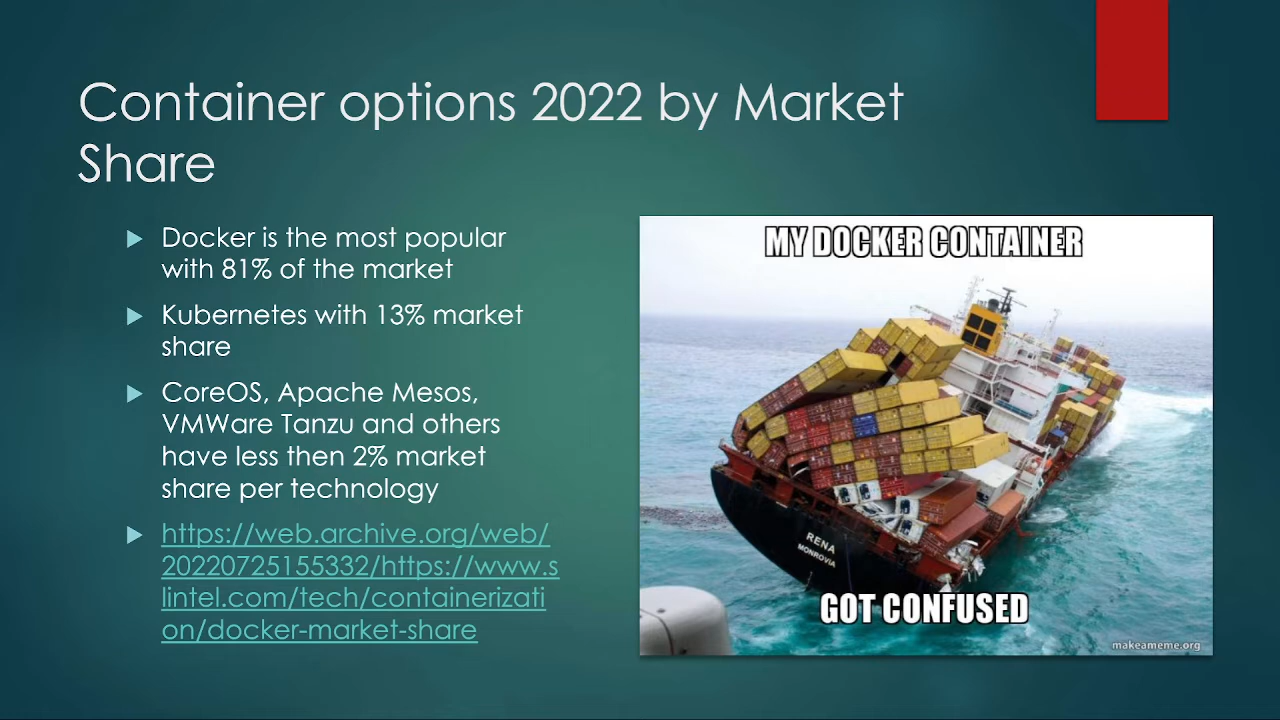 Container options 2022 by Market
Share
Docker is the most popular
with 81% of the market
Kubernetes with 13% market
share
CoreOS, Apache Mesos,
VMWare Tanzu and others
have less then 2% market
share per technology
https://web.archive.org/web/
20220725155332/https://www.s
lintel.com/tech/containerizati
on/docker-market-share
MY DOCKER CONTAINER
RENA
MONROVIA
GOT CONFUSED
makeameme.org